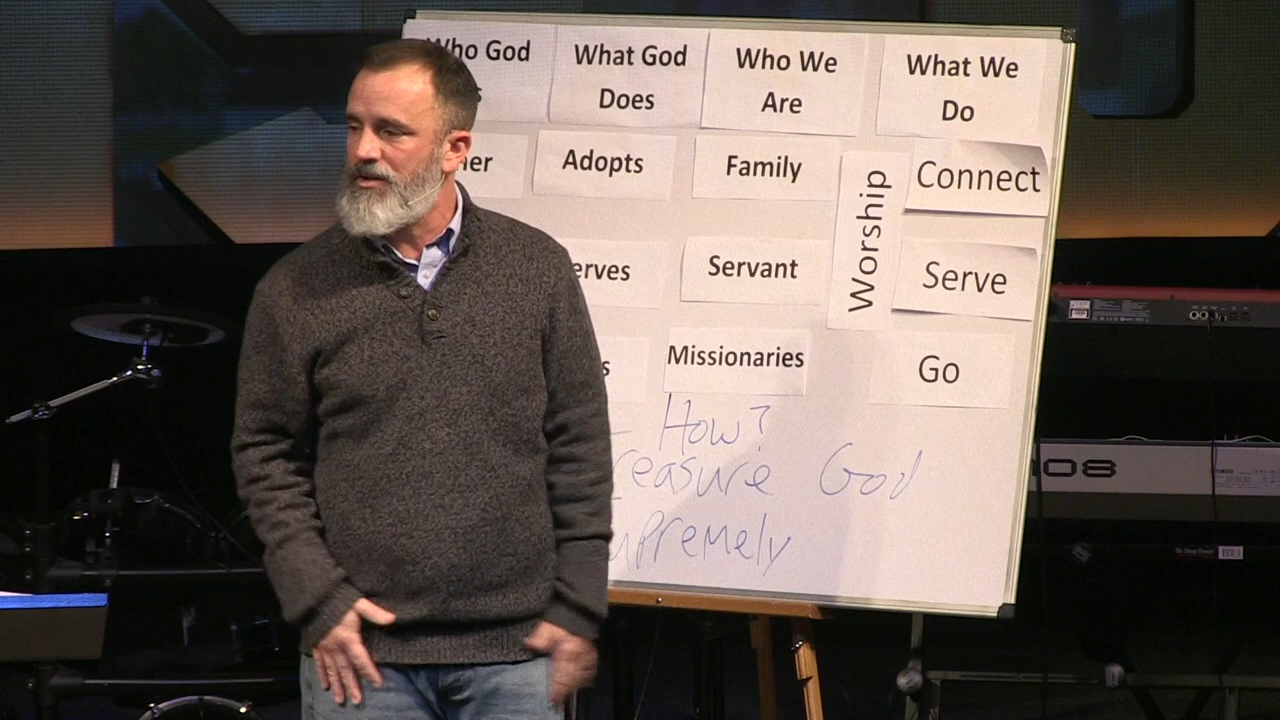 Who God
What God
Does
Who We
Are
What We
Do
Adopts
Family
Worship
Connect
Servant
Serve
Missionaries
Go
How?
God
08